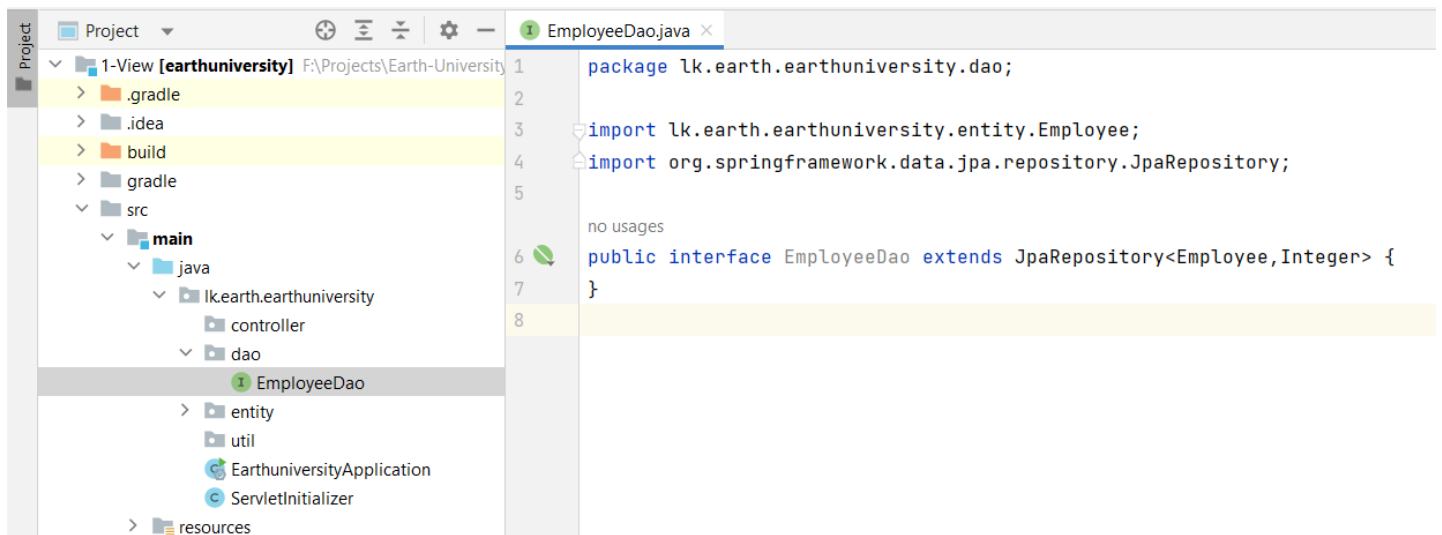 Project
Project
1-View [earthuniversity] F:\Projects\Earth-University
.gradle
.idea
build
gradle
src
main
java
lk.earth.earthuniversity
controller
dao
EmployeeDao
entity
util
EarthuniversityApplication
ServletInitializer
resources
EmployeeDao.java
1 package lk.earth.earthuniversity.dao;
2
3 import lk.earth.earthuniversity.entity.Employee;
4 import org.springframework.data.jpa.repository.JpaRepository;
5
no usages
6 public interface EmployeeDao extends JpaRepository<Employee,Integer> {
7 }
8